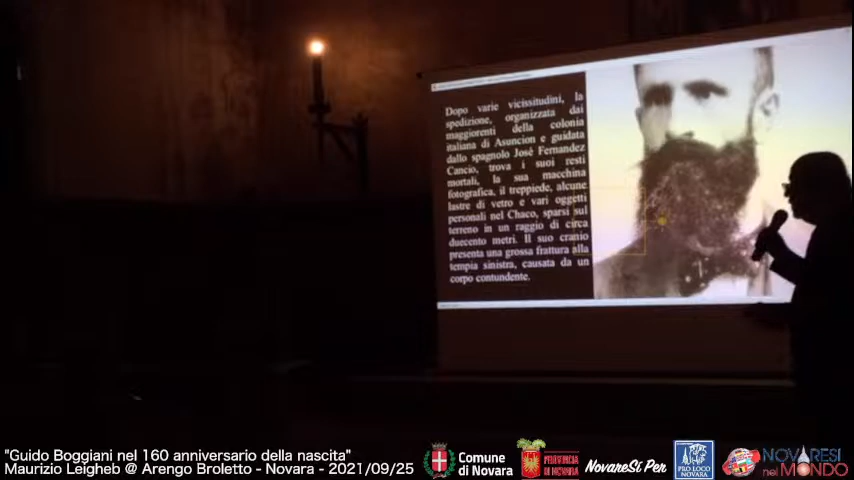 Dopo varie vicissitudini, la
spedizione, organizzata dai
maggiorenti della colonia
italiana di Asuncion e guidata
dallo spagnolo Josè Fernandez
Cancio, trova i suoi resti
mortali, la sua macchina
fotografica, il treppiede, alcune
lastre di vetro e vari oggetti
personali nel Chaco, sparsi sul
terreno in un raggio di circa
duecento metri. Il suo cranio
presenta una grossa frattura alla
tempia sinistra, causata da un
corpo contundente.
"Guido Boggiani nel 160 anniversario della nascita"
Maurizio Leigheb @ Arengo Broletto - Novara - 2021/09/25
Comune
di Novara
PROVINCIA
DI NOVARA
NovareSi Per
PRO LOCO
NOVARA
NOVARESI
nel MONDO